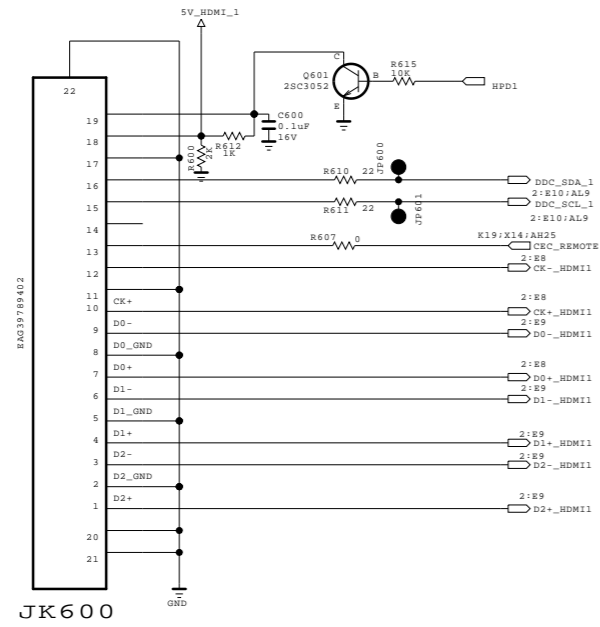 5V_HDMI_1
C
Q601
2SC3052
B
E
R615
10K
HPD1
22
19
C600
0.1uF
16V
18
R600
2K
R612
1K
17
JP600
R610
22
16
DDC_SDA_1
2:E10;AL9
15
DDC_SCL_1
R611
22
JP601
2:E10;AL9
14
R607
0
K19;X14;AH25
13
CEC_REMOTE
2:E8
12
CK-_HDMI1
EAG39789402
11
2:E8
10
CK+
CK+_HDMI1
2:E9
9
D0-
D0-_HDMI1
8
D0_GND
2:E8
7
D0+
D0+_HDMI1
2:E9
6
D1-
D1-_HDMI1
5
D1_GND
2:E9
4
D1+
D1+_HDMI1
2:E9
3
D2-
D2-_HDMI1
2
D2_GND
2:E9
1
D2+
D2+_HDMI1
20
21
GND
JK600